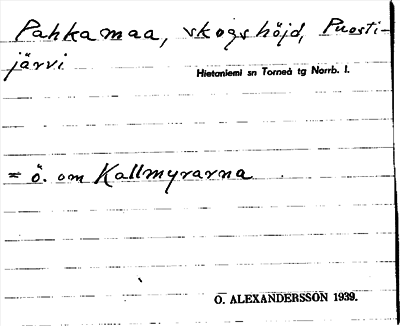 Pahkamaa, skogshöjd, Puosti-
järvi
Hietaniemi sn Torneå tg Norrb. l.
= ö. om Kallmyrarna
O. ALEXANDERSSON 1939.